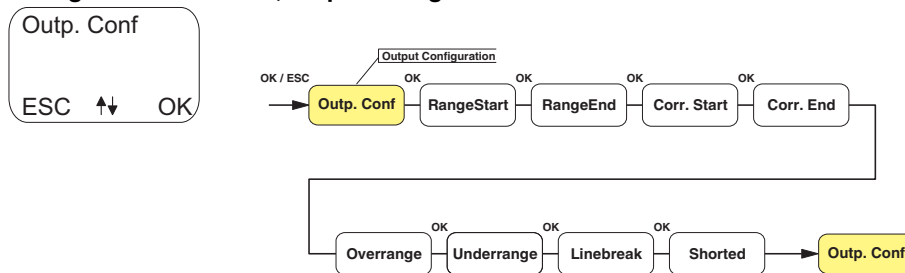 Outp. Conf
ESC OK
Output Configuration
OK / ESC OK OK OK OK
Outp. Conf RangeStart RangeEnd Corr. Start Corr. End
OK OK OK
Overrange Underrange Linebreak Shorted Outp. Conf